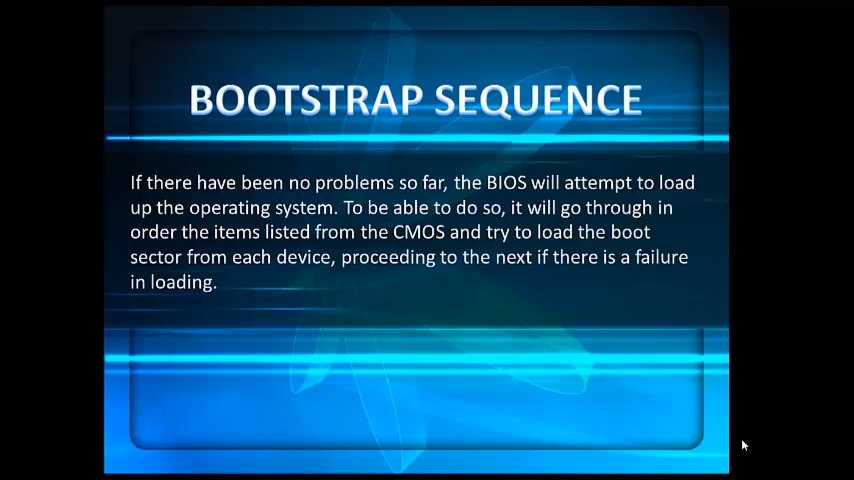 BOOTSTRAP SEQUENCE
If there have been no problems so far, the BIOS will attempt to load
up the operating system. To be able to do so, it will go through in
order the items listed from the CMOS and try to load the boot
sector from each device, proceeding to the next if there is a failure
in loading.